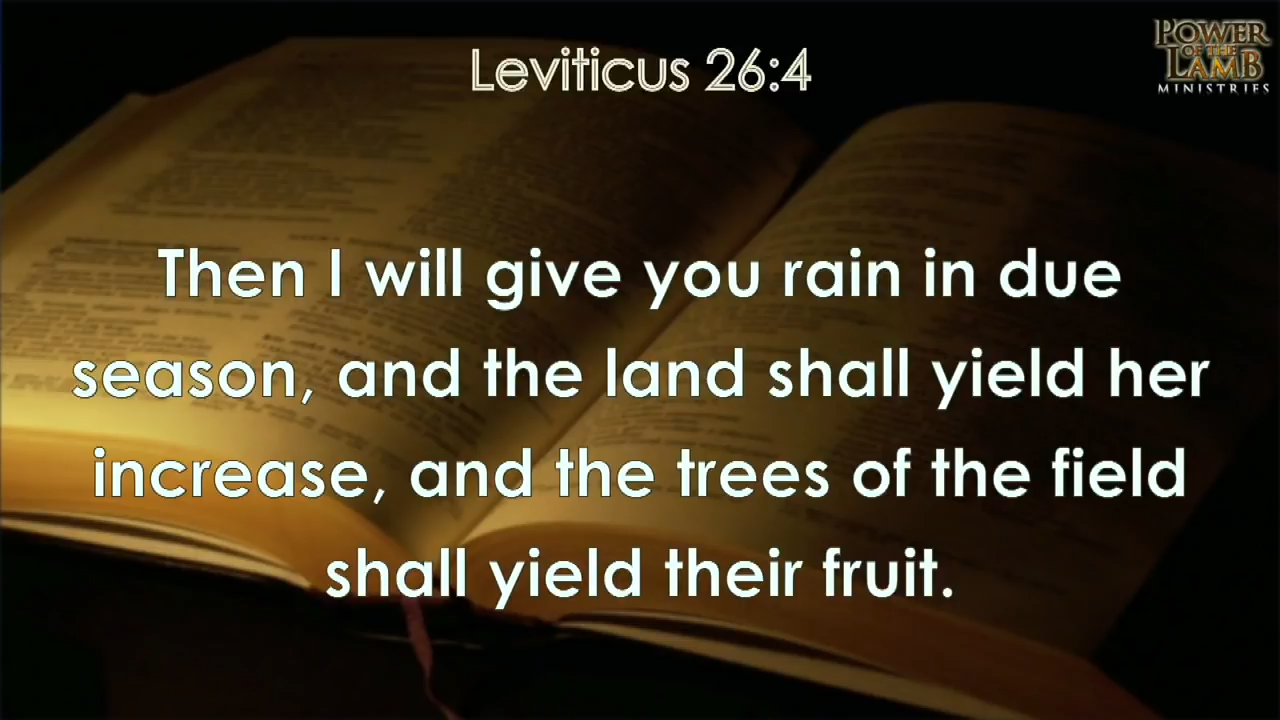 Leviticus 26:4
POWER
OF THE
LAMB
MINISTRIES
Then I will give you rain in due
season, and the land shall yield her
increase, and the trees of the field
shall yield their fruit.